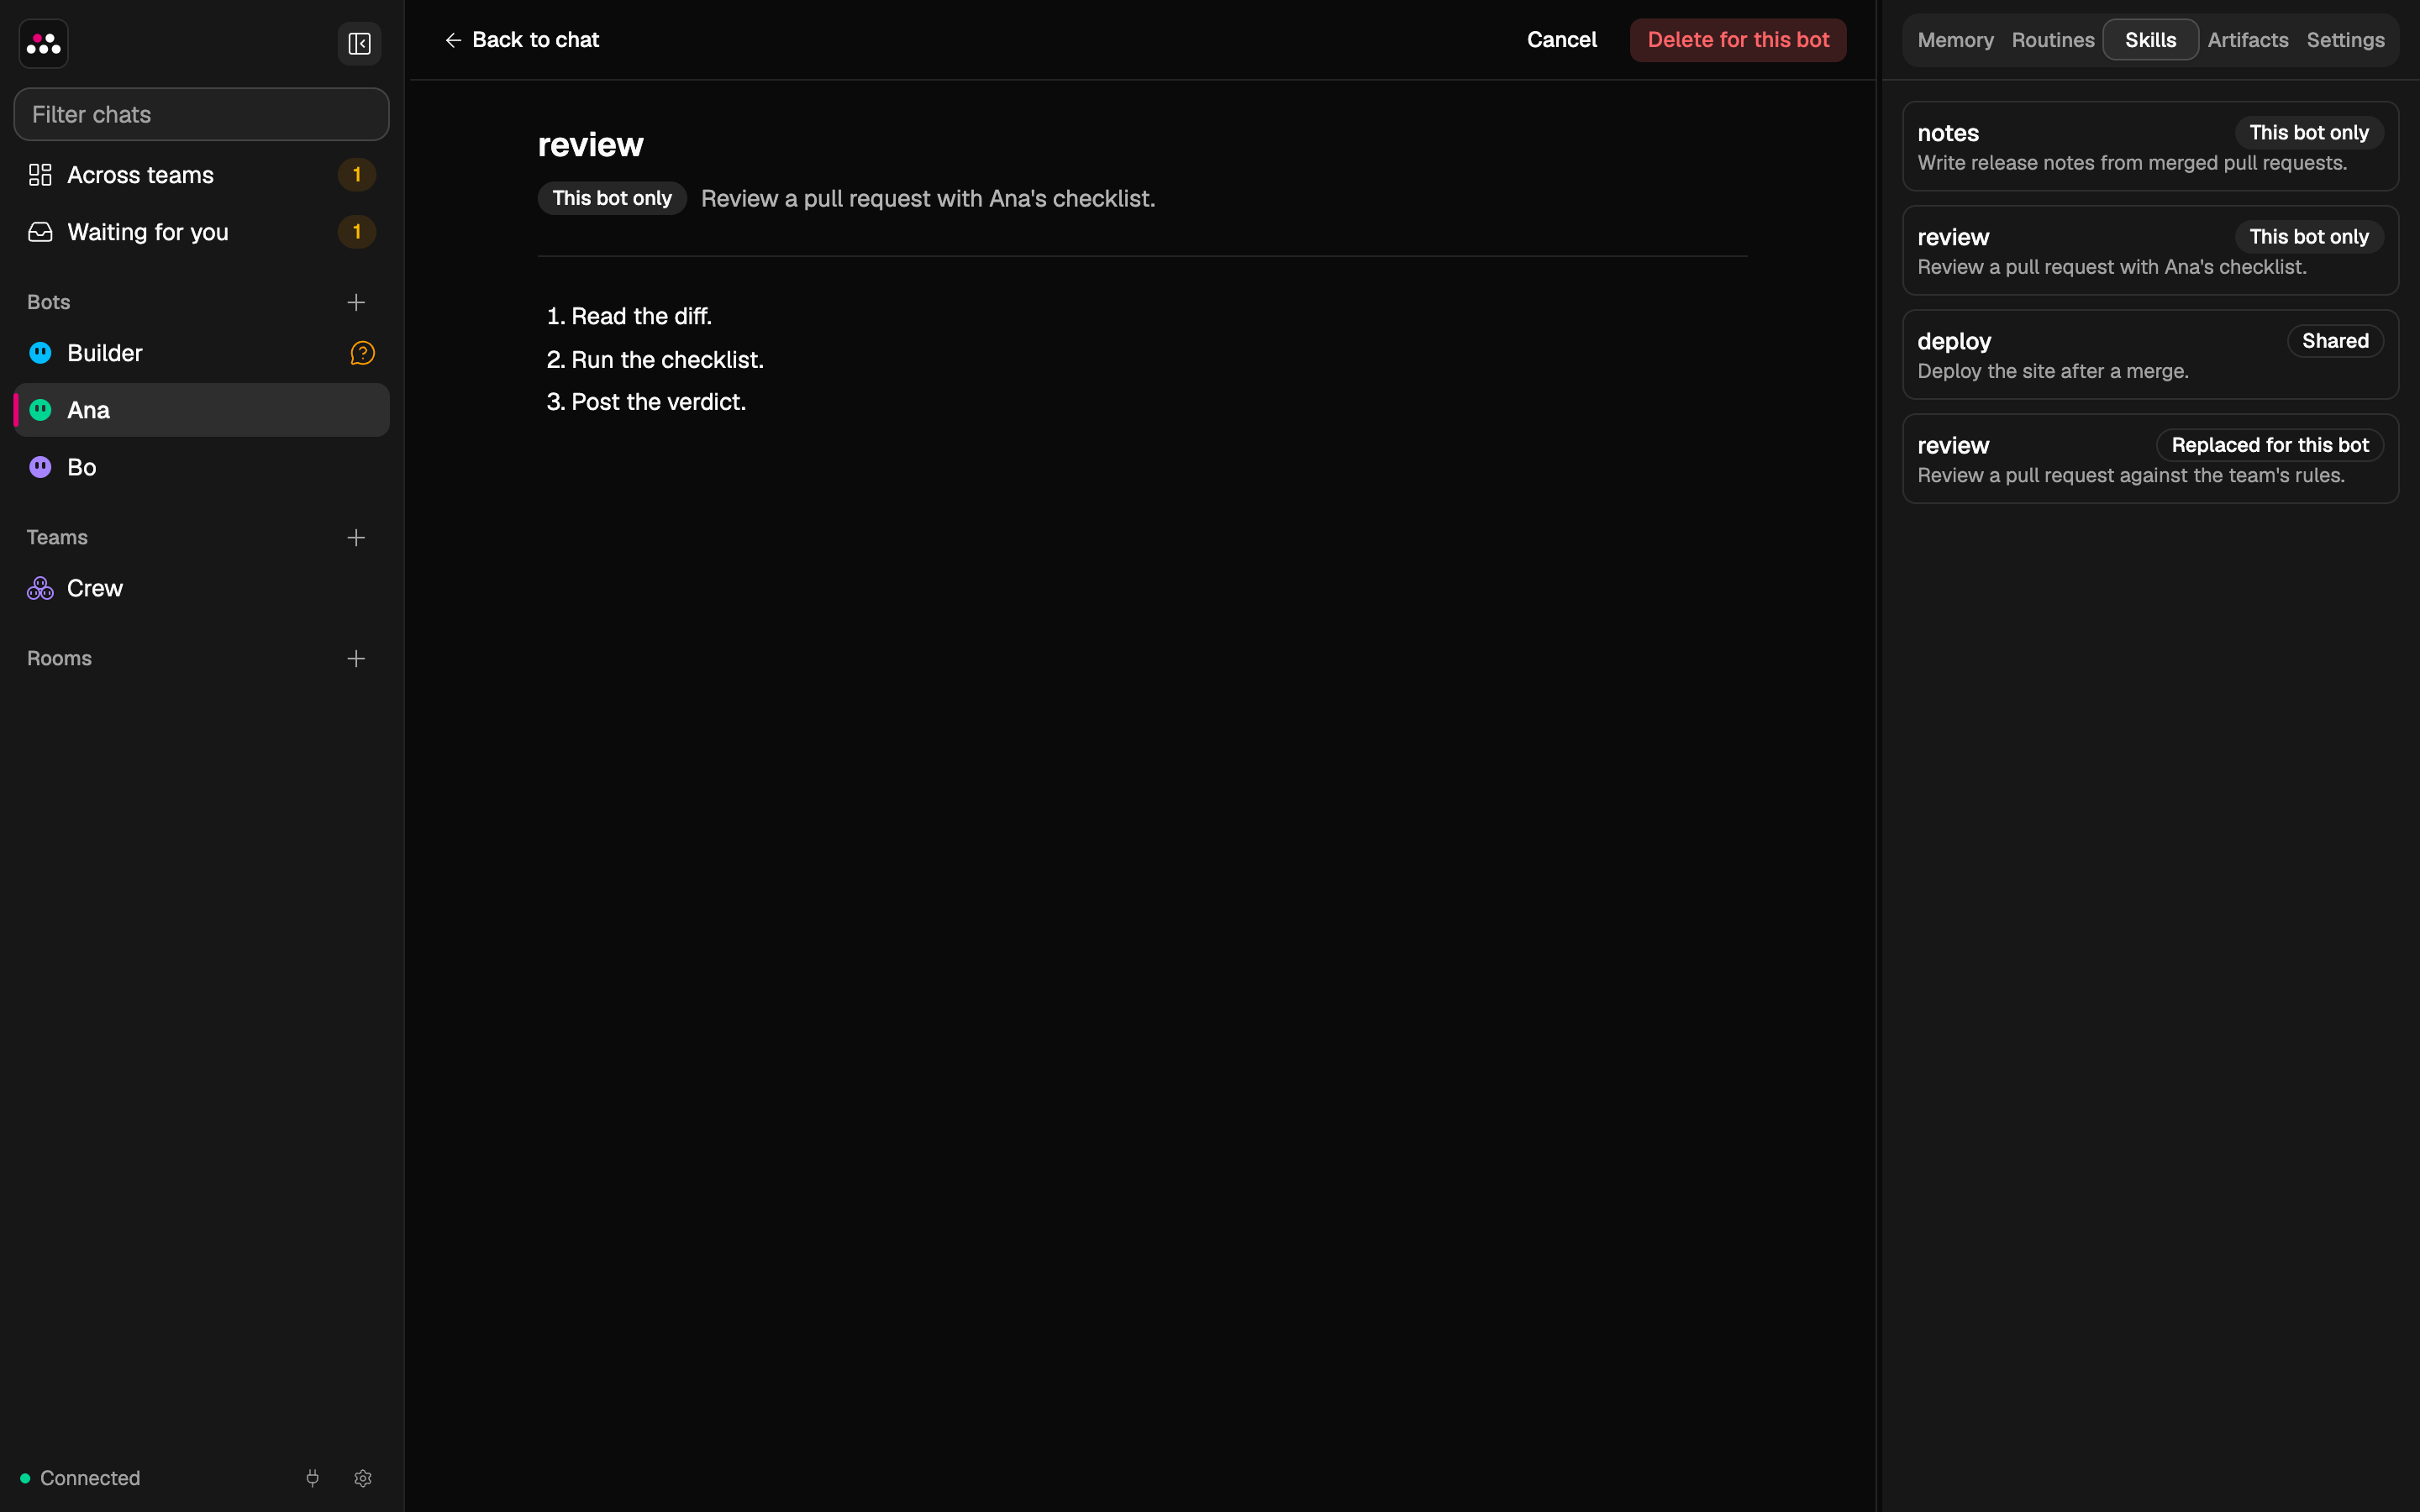 Filter chats
Across teams 1
Waiting for you 1
Bots
Builder
Ana
Bo
Teams
Crew
Rooms
Connected
Back to chat
Cancel
Delete for this bot
review
This bot only Review a pull request with Ana's checklist.
1. Read the diff.
2. Run the checklist.
3. Post the verdict.
Memory Routines Skills Artifacts Settings
notes This bot only
Write release notes from merged pull requests.
review This bot only
Review a pull request with Ana's checklist.
deploy Shared
Deploy the site after a merge.
review Replaced for this bot
Review a pull request against the team's rules.